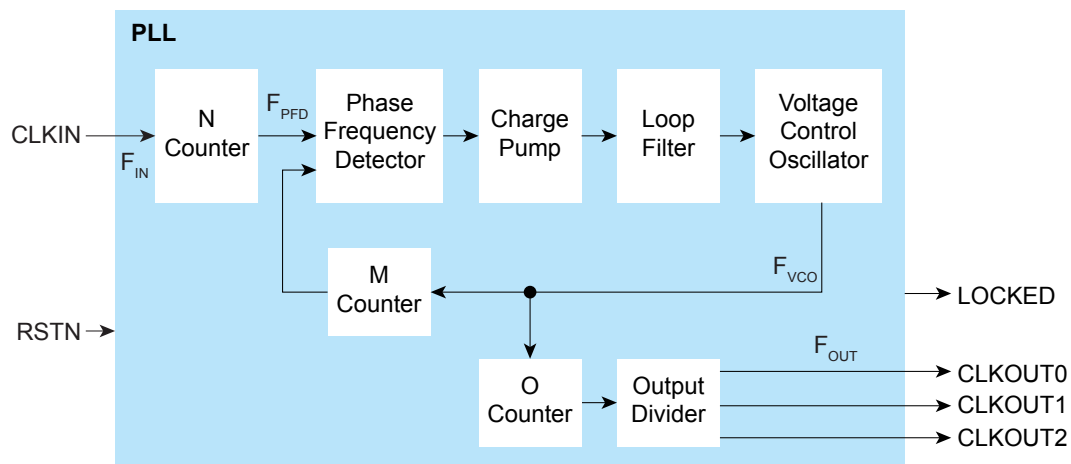 PLL
CLKIN
F_IN
N
Counter
F_PFD
Phase
Frequency
Detector
Charge
Pump
Loop
Filter
Voltage
Control
Oscillator
M
Counter
F_VCO
LOCKED
RSTN
O
Counter
Output
Divider
F_OUT
CLKOUT0
CLKOUT1
CLKOUT2